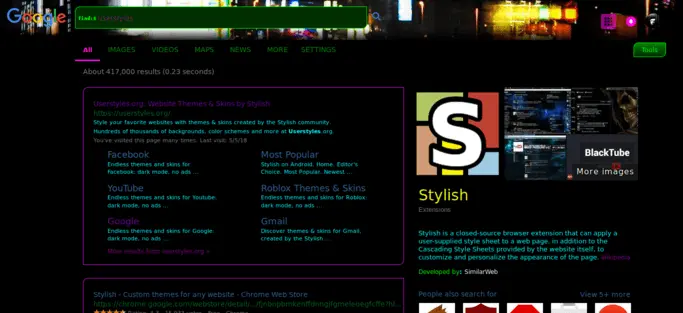 Google
find:# userstyles
All IMAGES VIDEOS MAPS NEWS MORE SETTINGS
Tools
About 417,000 results (0.23 seconds)
Userstyles.org: Website Themes & Skins by Stylish
https://userstyles.org/
Style your favorite websites with themes & skins created by the Stylish community.
Hundreds of thousands of backgrounds, color schemes and more at Userstyles.org.
You've visited this page many times. Last visit: 5/5/18
Facebook
Endless themes and skins for
Facebook: dark mode, no ads ...
Most Popular
Stylish on Android. Home. Editor's
Choice. Most Popular. Newest ...
YouTube
Endless themes and skins for Youtube:
dark mode, no ads ...
Roblox Themes & Skins
Endless themes and skins for Roblox:
dark mode, no ads ...
Google
Endless themes and skins for Google:
dark mode, no ads ...
Gmail
Discover themes & skins for Gmail,
created by the Stylish ...
More results from userstyles.org »
Stylish - Custom themes for any website - Chrome Web Store
S
BlackTube
More images
Stylish
Extensions
Stylish is a closed-source browser extension that can apply a
user-supplied style sheet to a web page, in addition to the
Cascading Style Sheets provided by the website itself, to
customize and personalize the appearance of the page. Wikipedia
Developed by: SimilarWeb
People also search for
View 5+ more